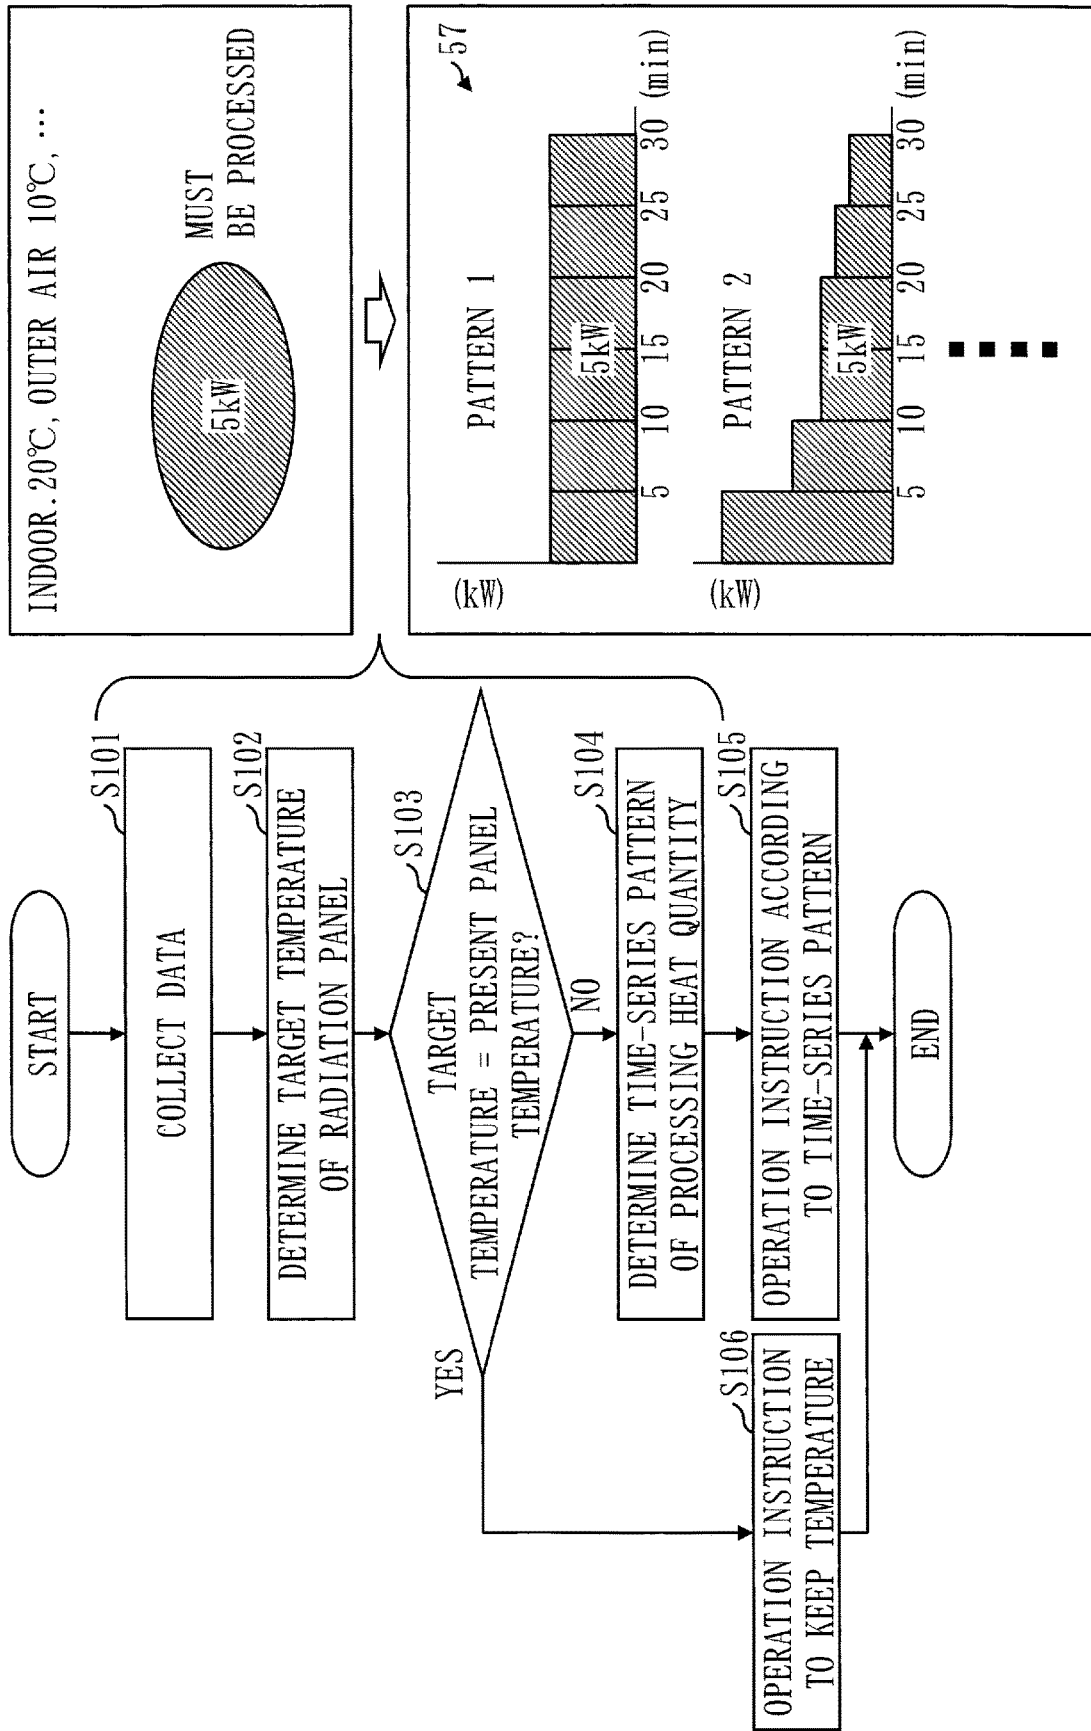 START
S101
COLLECT DATA
S102
DETERMINE TARGET TEMPERATURE
OF RADIATION PANEL
S103
TARGET
TEMPERATURE = PRESENT PANEL
TEMPERATURE?
YES
NO
S104
DETERMINE TIME-SERIES PATTERN
OF PROCESSING HEAT QUANTITY
S105
OPERATION INSTRUCTION ACCORDING
TO TIME-SERIES PATTERN
S106
OPERATION INSTRUCTION
TO KEEP TEMPERATURE
END
INDOOR.20℃, OUTER AIR 10℃, ...
5kW
MUST
BE PROCESSED
57
(kW)
PATTERN 1
5kW
5 10 15 20 25 30 (min)
(kW)
PATTERN 2
5kW
5 10 15 20 25 30 (min)